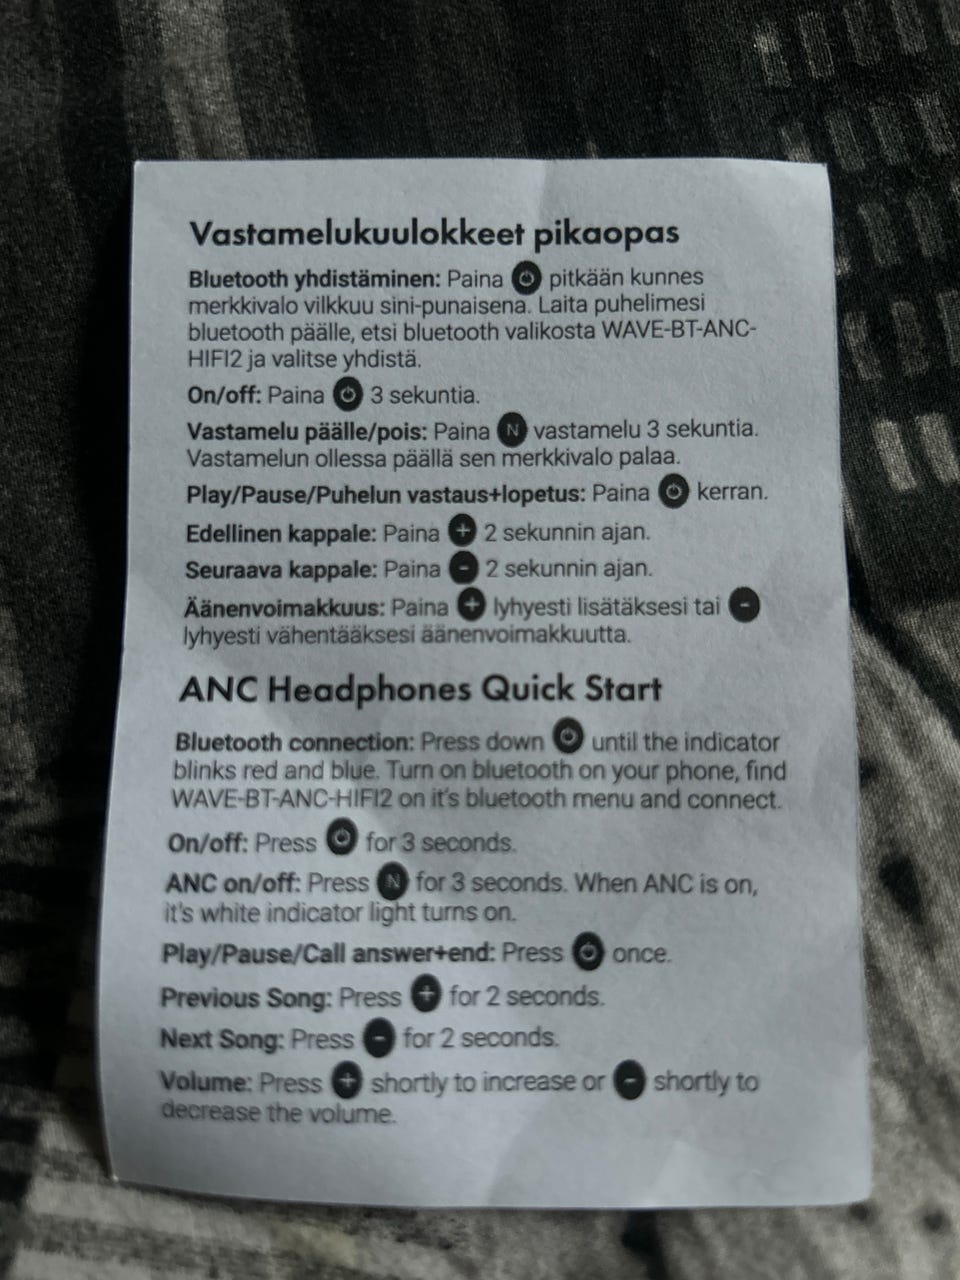 Vastamelukuulokkeet pikaopas
Bluetooth yhdistäminen: Paina ⏻ pitkään kunnes
merkkivalo vilkkuu sini-punaisena. Laita puhelimesi
bluetooth päälle, etsi bluetooth valikosta WAVE-BT-ANC-
HIFI2 ja valitse yhdistä.
On/off: Paina ⏻ 3 sekuntia.
Vastamelu päälle/pois: Paina N vastamelu 3 sekuntia.
Vastamelun ollessa päällä sen merkkivalo palaa.
Play/Pause/Puhelun vastaus+lopetus: Paina ⏻ kerran.
Edellinen kappale: Paina + 2 sekunnin ajan.
Seuraava kappale: Paina - 2 sekunnin ajan.
Äänenvoimakkuus: Paina + lyhyesti lisätäksesi tai -
lyhyesti vähentääksesi äänenvoimakkuutta.
ANC Headphones Quick Start
Bluetooth connection: Press down ⏻ until the indicator
blinks red and blue. Turn on bluetooth on your phone, find
WAVE-BT-ANC-HIFI2 on it's bluetooth menu and connect.
On/off: Press ⏻ for 3 seconds.
ANC on/off: Press N for 3 seconds. When ANC is on,
it's white indicator light turns on.
Play/Pause/Call answer+end: Press ⏻ once.
Previous Song: Press + for 2 seconds.
Next Song: Press - for 2 seconds.
Volume: Press + shortly to increase or - shortly to
decrease the volume.